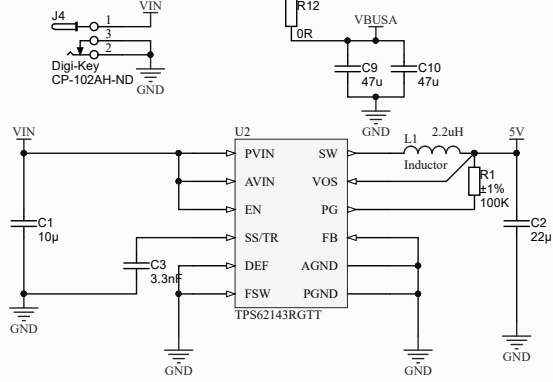 J4
VIN
1
3
2
Digi-Key
CP-102AH-ND
GND
R12
0R
VBUSA
C9
47u
C10
47u
GND
VIN
C1
10µ
GND
C3
3.3nF
GND
U2
PVIN
AVIN
EN
SS/TR
DEF
FSW
SW
VOS
PG
FB
AGND
PGND
TPS62143RGTT
L1
2.2uH
Inductor
R1
±1%
100K
5V
C2
22µ
GND
GND